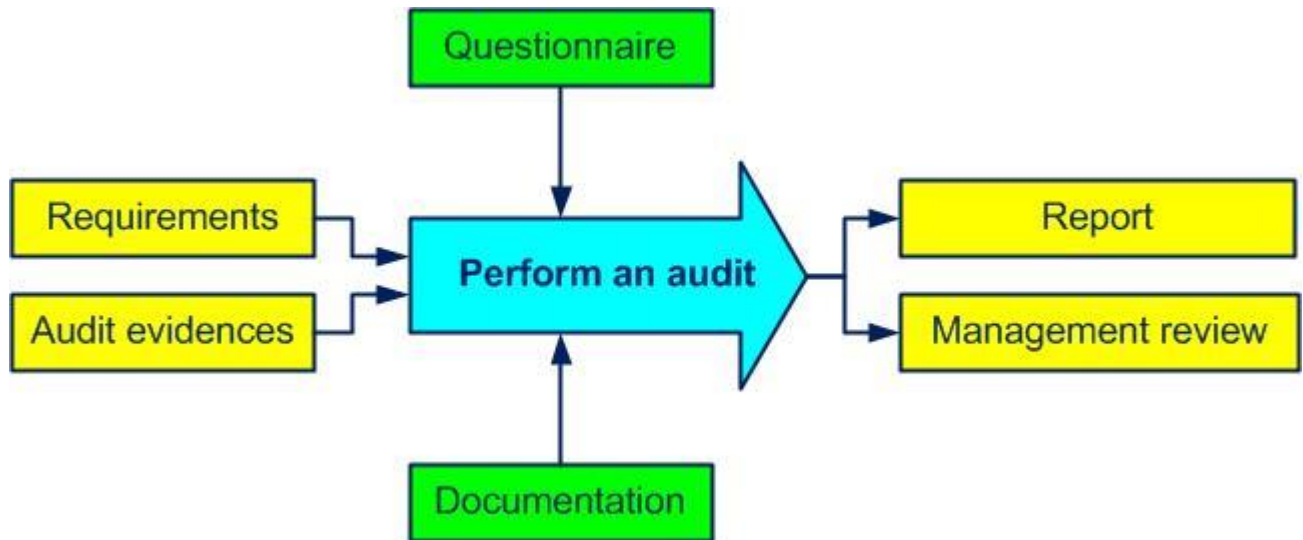 Questionnaire
Requirements
Audit evidences
Perform an audit
Report
Management review
Documentation